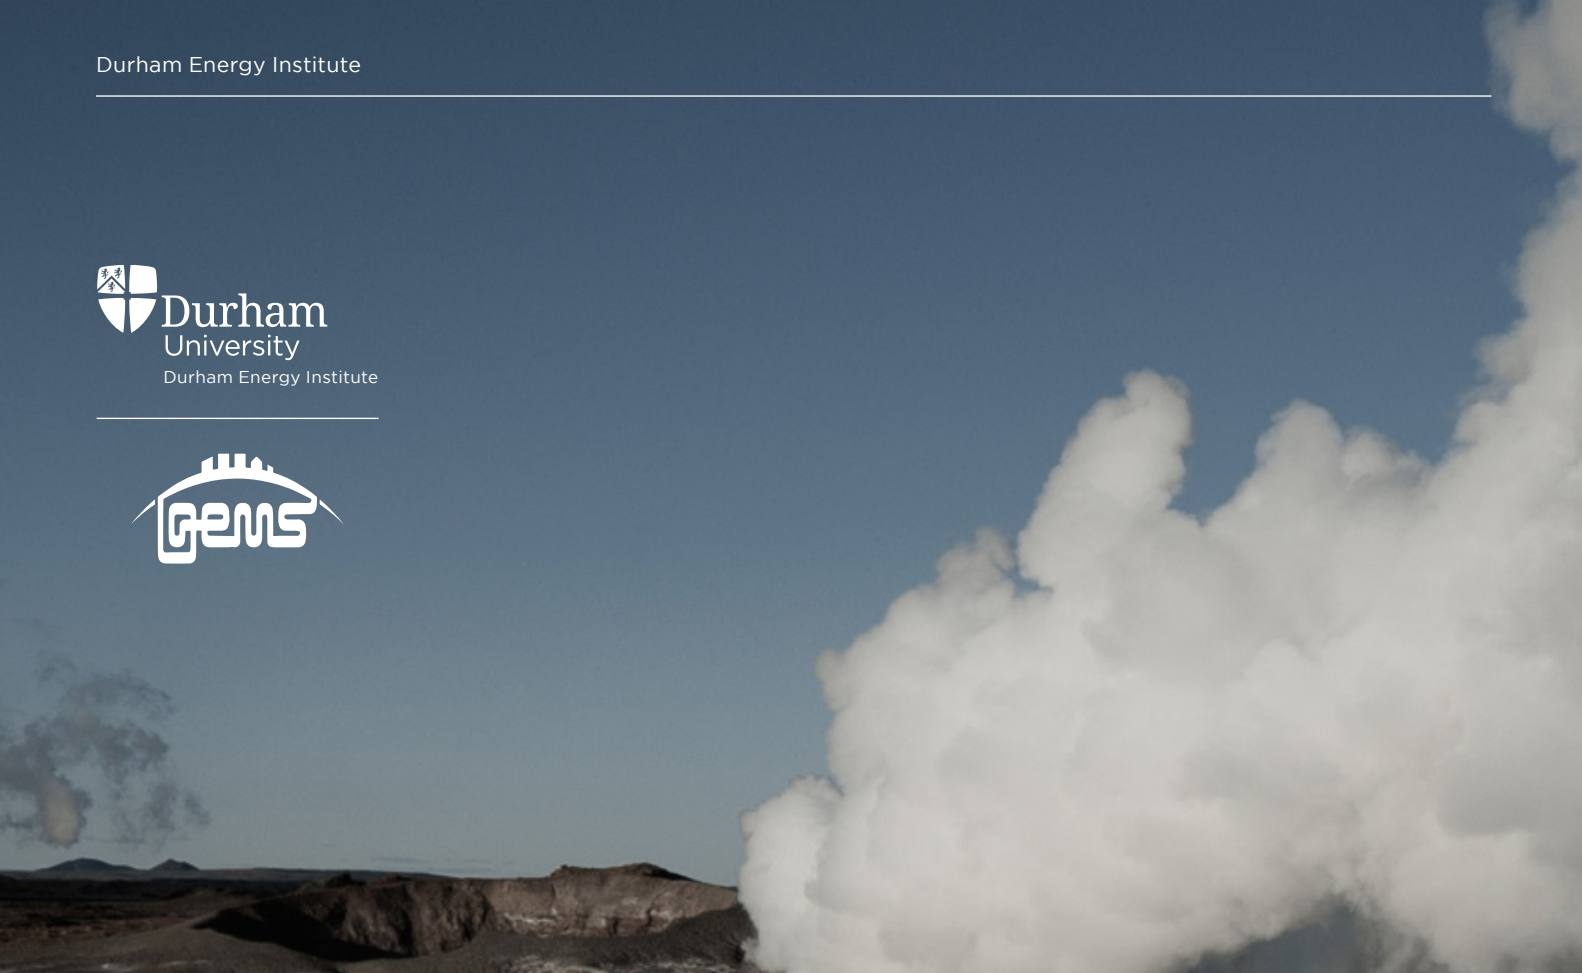 Durham Energy Institute
Durham
University
Durham Energy Institute
gems